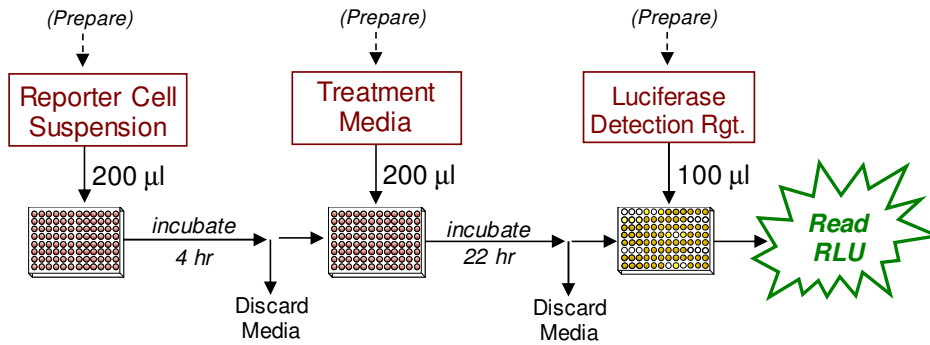 (Prepare)
(Prepare)
(Prepare)
Reporter Cell
Suspension
Treatment
Media
Luciferase
Detection Rgt.
200 µl
200 µl
100 µl
incubate
4 hr
incubate
22 hr
Read
RLU
Discard
Media
Discard
Media